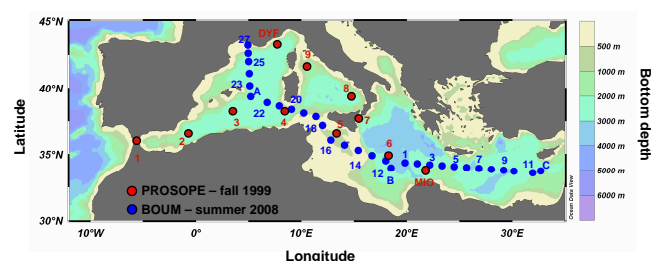 45°N
40°N
35°N
30°N
Latitude
10°W
0°
10°E
20°E
30°E
Longitude
DYF
27
9
25
23
A
8
20
22
3
4
18
7
2
5
1
16
6
14
12
B
1
3
5
7
9
11
C
MIO
PROSOPE – fall 1999
BOUM – summer 2008
Ocean Data View
500 m
1000 m
2000 m
3000 m
4000 m
5000 m
6000 m
Bottom depth